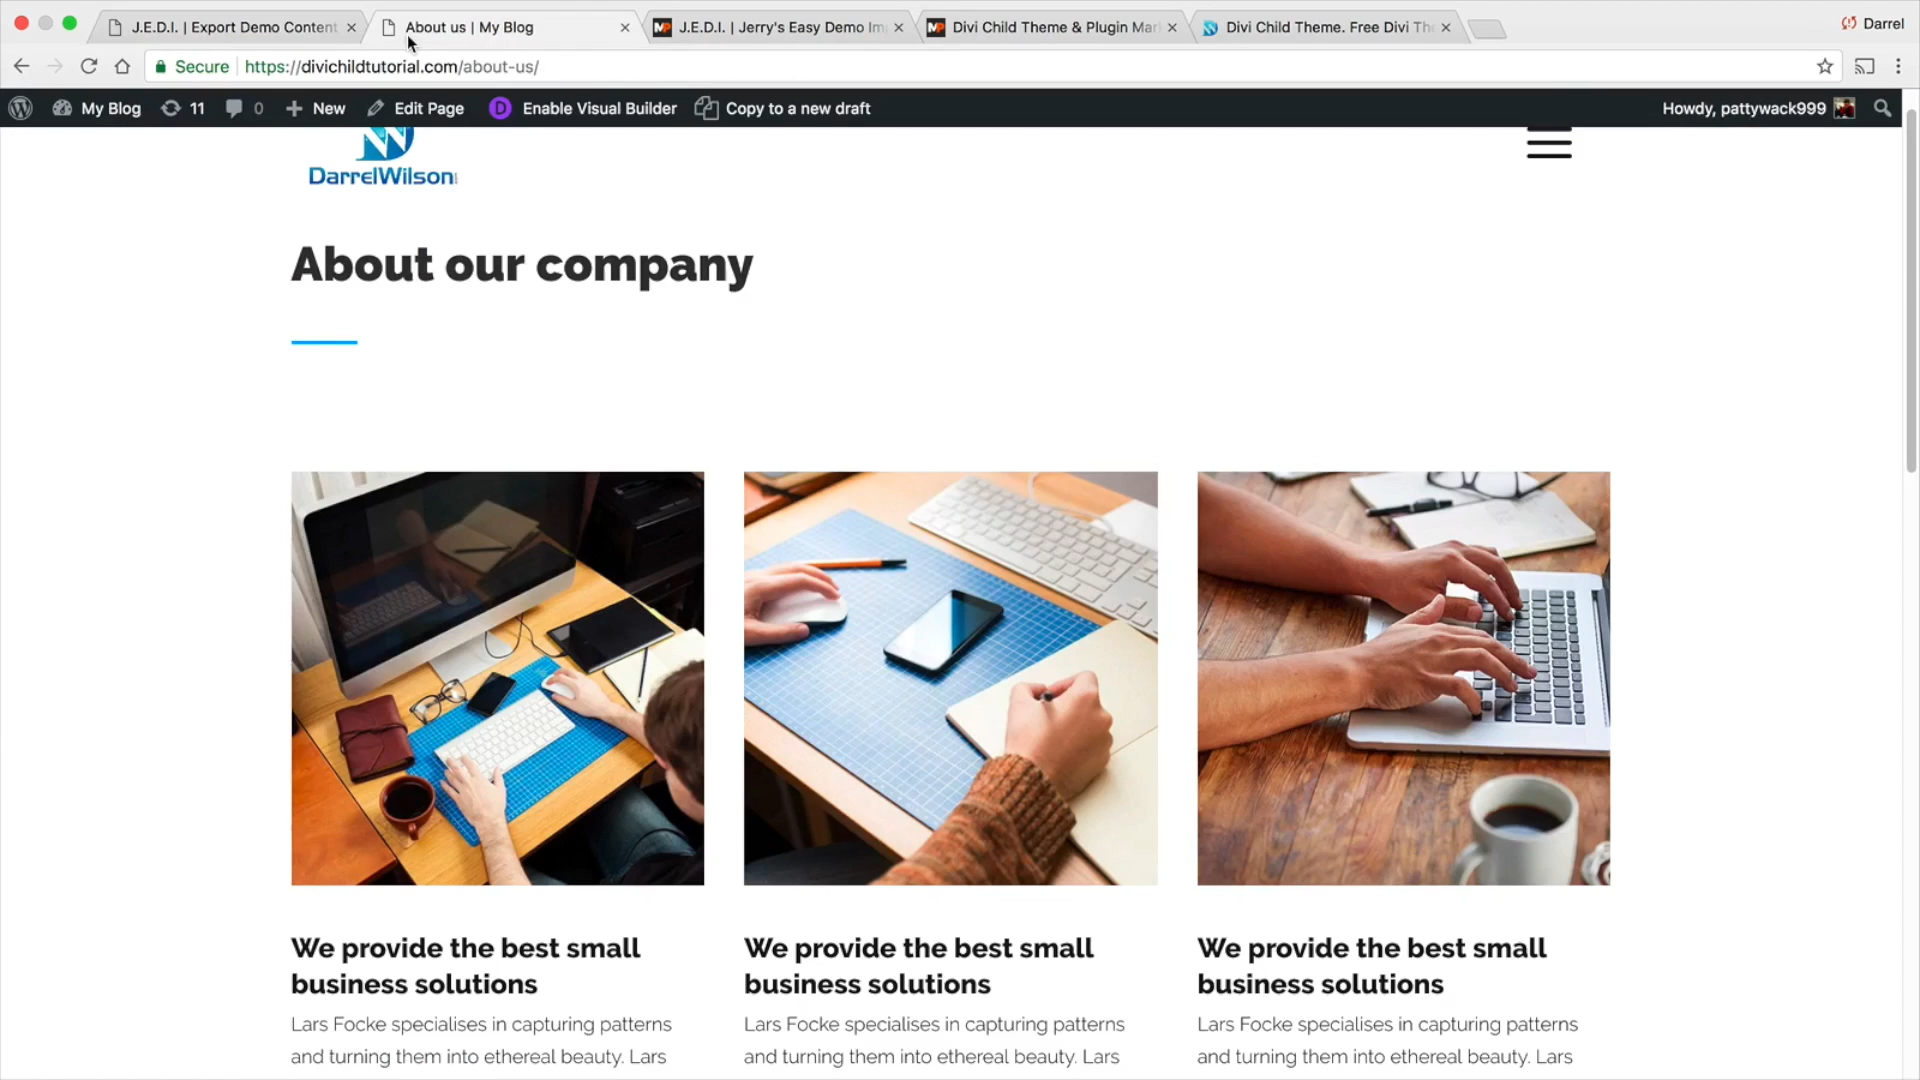 J.E.D.I. | Export Demo Content
About us | My Blog
J.E.D.I. | Jerry's Easy Demo Im
Divi Child Theme & Plugin Mar
Divi Child Theme. Free Divi Th
Darrel
Secure
https://divichildtutorial.com/about-us/
My Blog
11
0
New
Edit Page
D
Enable Visual Builder
Copy to a new draft
Howdy, pattywack999
DarrelWilson
About our company
We provide the best small
business solutions
Lars Focke specialises in capturing patterns
and turning them into ethereal beauty. Lars
We provide the best small
business solutions
Lars Focke specialises in capturing patterns
and turning them into ethereal beauty. Lars
We provide the best small
business solutions
Lars Focke specialises in capturing patterns
and turning them into ethereal beauty. Lars